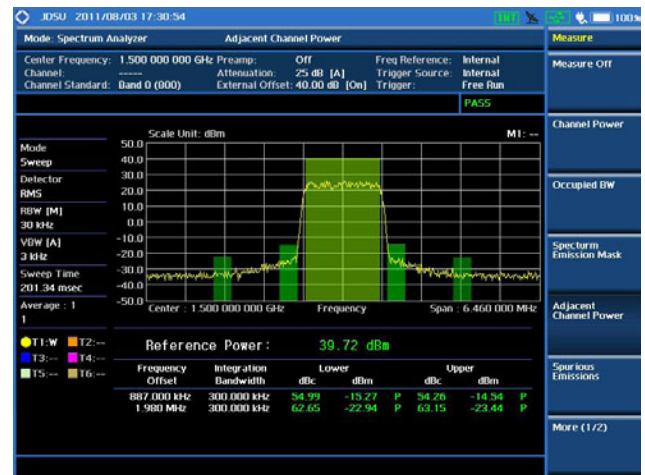 JDSU 2011/08/03 17:30:54 INT 100%
Mode: Spectrum Analyzer Adjacent Channel Power Measure
Center Frequency: 1.500 000 000 GHz Preamp: Off Freq Reference: Internal
Channel: ----- Attenuation: 25 dB [A] Trigger Source: Internal
Channel Standard: Band 0 (000) External Offset: 40.00 dB [On] Trigger: Free Run
Measure Off
PASS
Scale Unit: dBm M1: --
Channel Power
Mode
Sweep
Detector
RMS
RBW [M]
30 kHz
VBW [A]
3 kHz
Sweep Time
201.34 msec
Average : 1
1
50.0
40.0
30.0
20.0
10.0
0.0
-10.0
-20.0
-30.0
-40.0
-50.0
Center : 1.500 000 000 GHz Frequency Span : 6.460 000 MHz
Occupied BW
Specturm
Emission Mask
Adjacent
Channel Power
T1:W T2:--
T3:-- T4:--
T5:-- T6:--
Reference Power: 39.72 dBm
Frequency Integration Lower Upper
Offset Bandwidth dBc dBm dBc dBm
887.000 kHz 300.000 kHz 54.99 -15.27 P 54.26 -14.54 P
1.980 MHz 300.000 kHz 62.65 -22.94 P 63.15 -23.44 P
Spurious
Emissions
More (1/2)